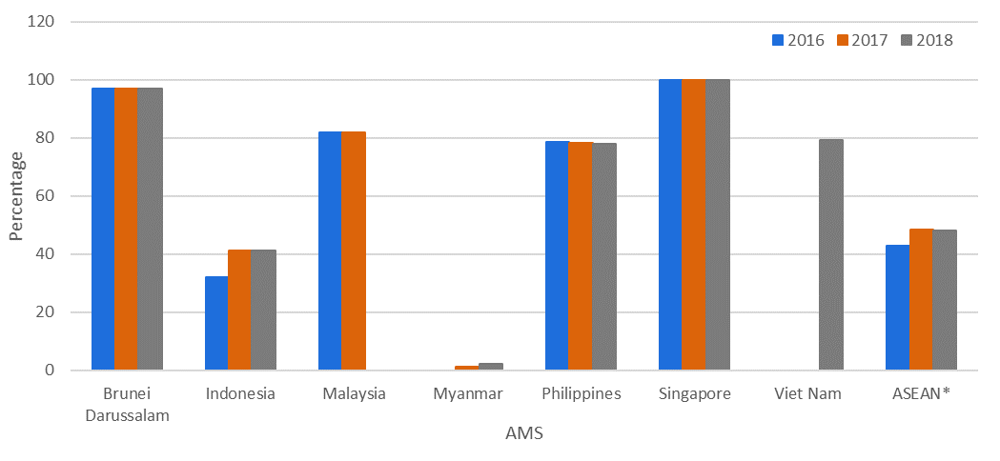 120
2016 2017 2018
100
80
60
40
20
0
Percentage
Brunei Darussalam
Indonesia
Malaysia
Myanmar
Philippines
Singapore
Viet Nam
ASEAN*
AMS